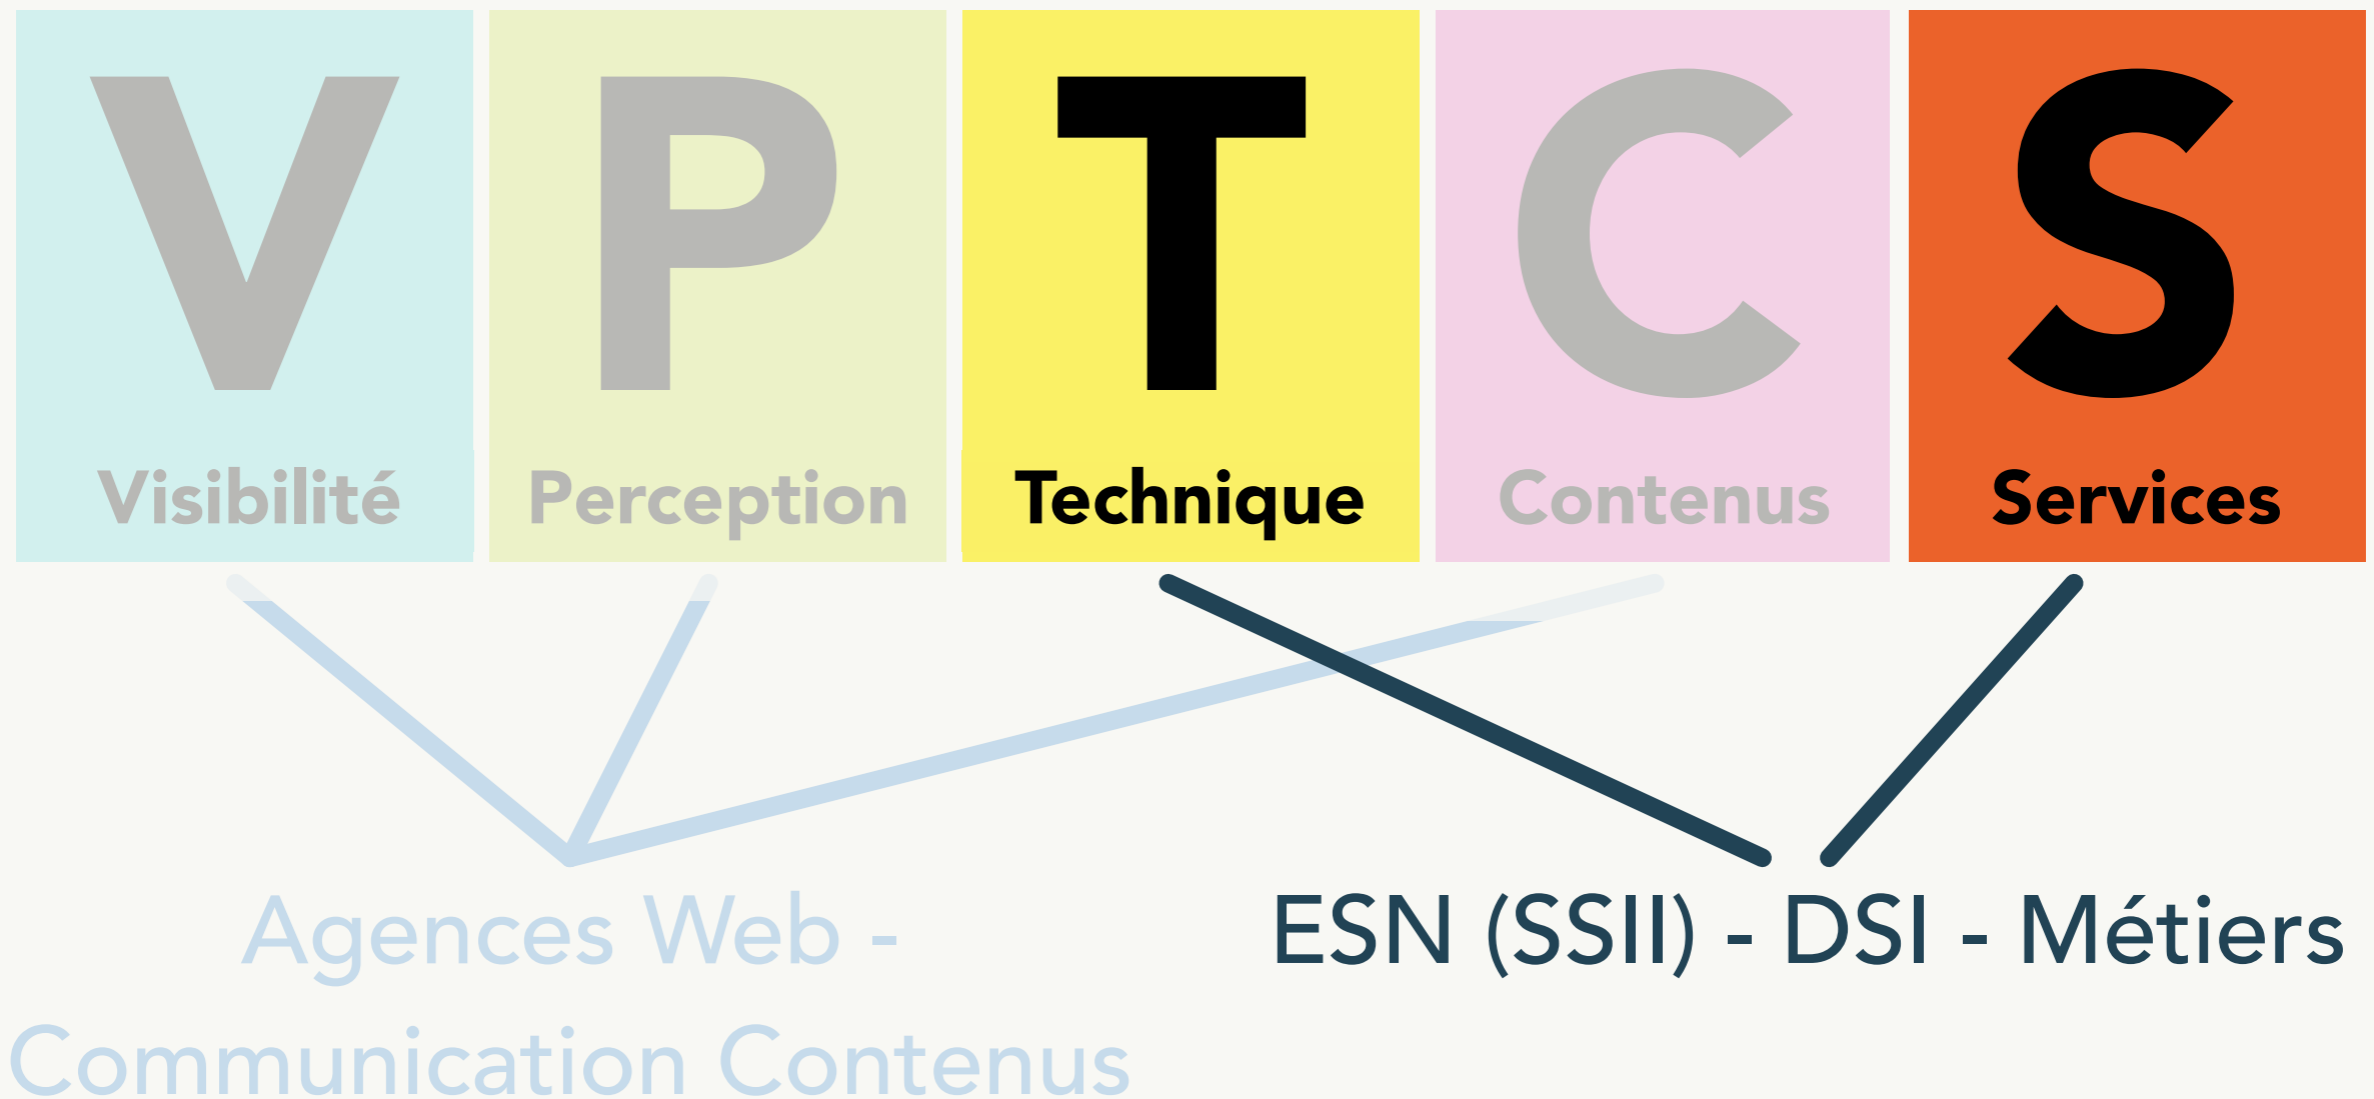 V P T C S
Visibilité Perception Technique Contenus Services
Agences Web -
Communication Contenus
ESN (SSII) - DSI - Métiers